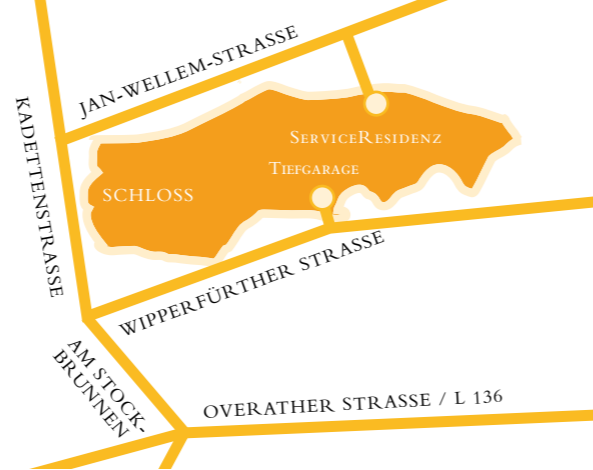 JAN-WELLEM-STRASSE
KADETTENSTRASSE
SERVICERESIDENZ
TIEFGARAGE
SCHLOSS
WIPPERFÜRTHER STRASSE
AM STOCK-
BRUNNEN
OVERATHER STRASSE / L 136